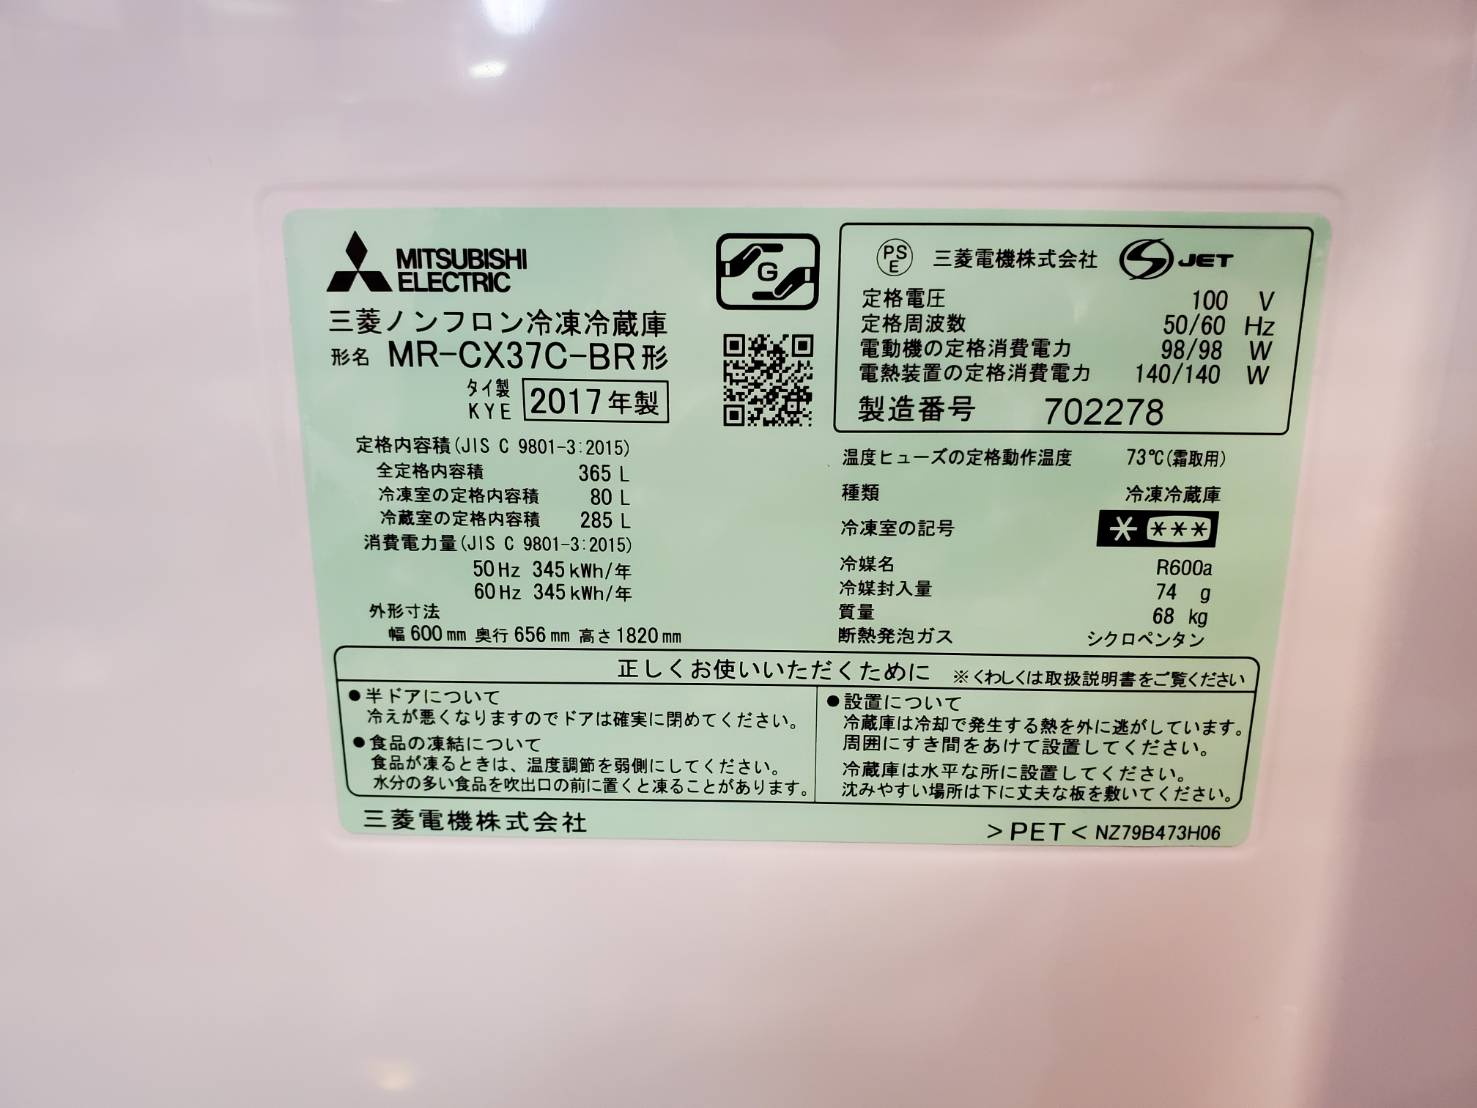 MITSUBISHI
ELECTRIC
三菱ノンフロン冷凍冷蔵庫
形名 MR-CX37C-BR形
タイ製
KYE
2017年製
定格内容積(JIS C 9801-3:2015)
全定格内容積 365 L
冷凍室の定格内容積 80 L
冷蔵室の定格内容積 285 L
消費電力量(JIS C 9801-3:2015)
50Hz 345kWh/年
60Hz 345kWh/年
外形寸法
幅600mm 奥行656mm 高さ1820mm
G
PS
E
三菱電機株式会社 JET
定格電圧 100 V
定格周波数 50/60 Hz
電動機の定格消費電力 98/98 W
電熱装置の定格消費電力 140/140 W
製造番号 702278
温度ヒューズの定格動作温度 73℃(霜取用)
種類 冷凍冷蔵庫
冷凍室の記号 * ***
冷媒名 R600a
冷媒封入量 74 g
質量 68 kg
断熱発泡ガス シクロペンタン
正しくお使いいただくために ※くわしくは取扱説明書をご覧ください
●半ドアについて
冷えが悪くなりますのでドアは確実に閉めてください。
●食品の凍結について
食品が凍るときは、温度調節を弱側にしてください。
水分の多い食品を吹出口の前に置くと凍ることがあります。
●設置について
冷蔵庫は冷却で発生する熱を外に逃がしています。
周囲にすき間をあけて設置してください。
冷蔵庫は水平な所に設置してください。
沈みやすい場所は下に丈夫な板を敷いてください。
三菱電機株式会社
>PET< NZ79B473H06